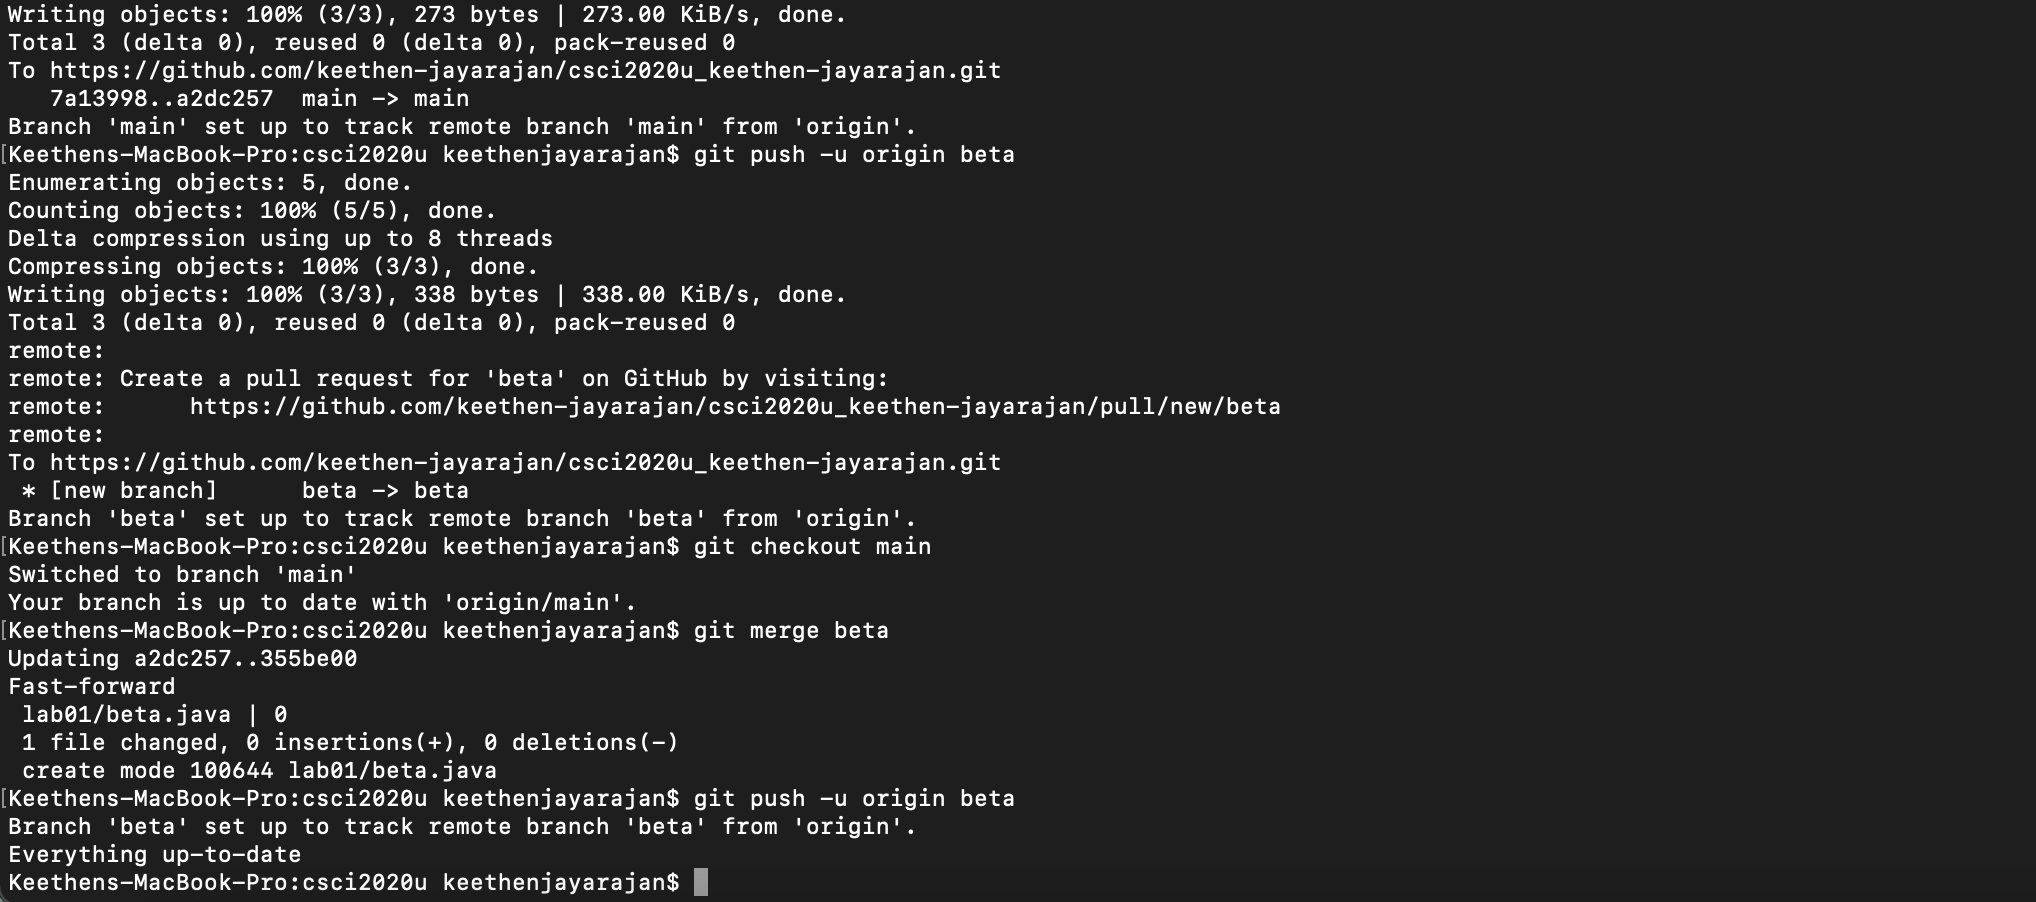 Writing objects: 100% (3/3), 273 bytes | 273.00 KiB/s, done.
Total 3 (delta 0), reused 0 (delta 0), pack-reused 0
To https://github.com/keethen-jayarajan/csci2020u_keethen-jayarajan.git
   7a13998..a2dc257  main -> main
Branch 'main' set up to track remote branch 'main' from 'origin'.
[Keethens-MacBook-Pro:csci2020u keethenjayarajan$ git push -u origin beta
Enumerating objects: 5, done.
Counting objects: 100% (5/5), done.
Delta compression using up to 8 threads
Compressing objects: 100% (3/3), done.
Writing objects: 100% (3/3), 338 bytes | 338.00 KiB/s, done.
Total 3 (delta 0), reused 0 (delta 0), pack-reused 0
remote:
remote: Create a pull request for 'beta' on GitHub by visiting:
remote:      https://github.com/keethen-jayarajan/csci2020u_keethen-jayarajan/pull/new/beta
remote:
To https://github.com/keethen-jayarajan/csci2020u_keethen-jayarajan.git
 * [new branch]      beta -> beta
Branch 'beta' set up to track remote branch 'beta' from 'origin'.
[Keethens-MacBook-Pro:csci2020u keethenjayarajan$ git checkout main
Switched to branch 'main'
Your branch is up to date with 'origin/main'.
[Keethens-MacBook-Pro:csci2020u keethenjayarajan$ git merge beta
Updating a2dc257..355be00
Fast-forward
 lab01/beta.java | 0
 1 file changed, 0 insertions(+), 0 deletions(-)
 create mode 100644 lab01/beta.java
[Keethens-MacBook-Pro:csci2020u keethenjayarajan$ git push -u origin beta
Branch 'beta' set up to track remote branch 'beta' from 'origin'.
Everything up-to-date
Keethens-MacBook-Pro:csci2020u keethenjayarajan$